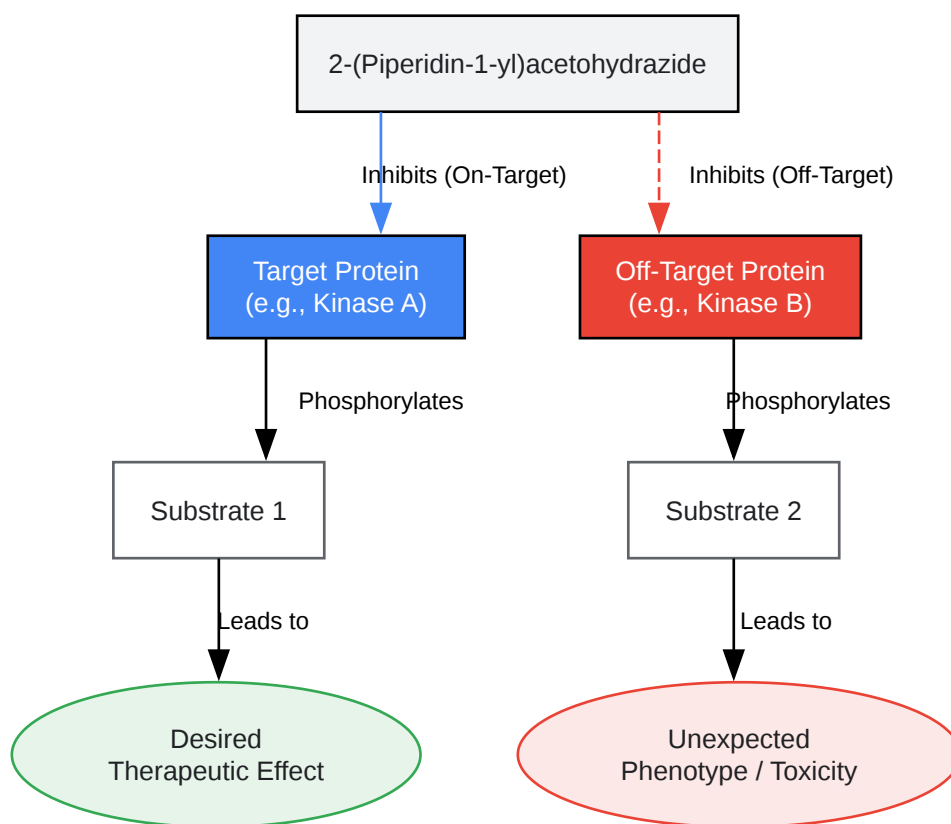 2-(Piperidin-1-yl)acetohydrazide
Inhibits (On-Target)
Inhibits (Off-Target)
Target Protein
(e.g., Kinase A)
Off-Target Protein
(e.g., Kinase B)
Phosphorylates
Phosphorylates
Substrate 1
Substrate 2
Leads to
Leads to
Desired
Therapeutic Effect
Unexpected
Phenotype / Toxicity